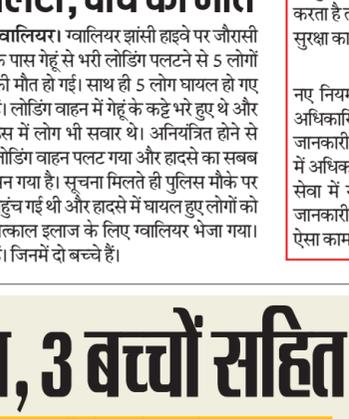 पलटी, पांच की मौत
ग्वालियर। ग्वालियर झांसी हाइवे पर जौरासी
के पास गेहूं से भरी लोडिंग पलटने से 5 लोगों
की मौत हो गई। साथ ही 5 लोग घायल हो गए
हैं। लोडिंग वाहन में गेहूं के कट्टे भरे हुए थे और
इस में लोग भी सवार थे। अनियंत्रित होने से
लोडिंग वाहन पलट गया और हादसे का सबब
बन गया है। सूचना मिलते ही पुलिस मौके पर
पहुंच गई थी और हादसे में घायल हुए लोगों को
तत्काल इलाज के लिए ग्वालियर भेजा गया।
हैं। जिनमें दो बच्चे हैं।
करता है
सुरक्षा का
नए नियम
अधिकारि
जानकारी
में अधिक
सेवा में
जानकारी
ऐसा काम
, 3 बच्चों सहित